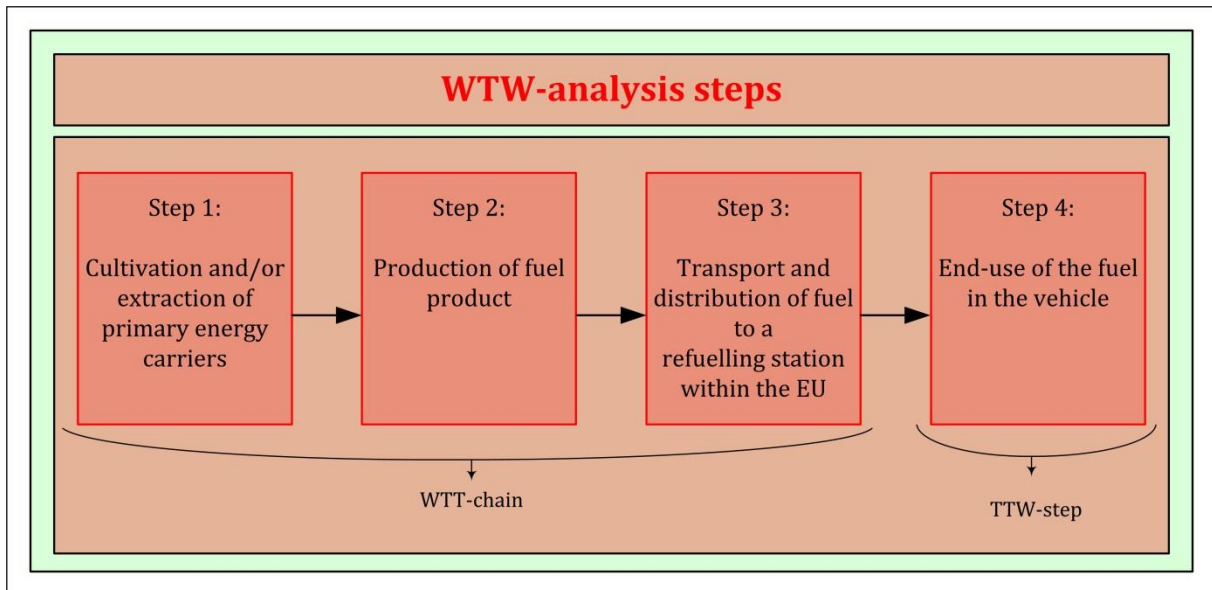 WTW-analysis steps
Step 1:
Cultivation and/or
extraction of
primary energy
carriers
Step 2:
Production of fuel
product
Step 3:
Transport and
distribution of fuel
to a
refuelling station
within the EU
Step 4:
End-use of the fuel
in the vehicle
WTT-chain
TTW-step